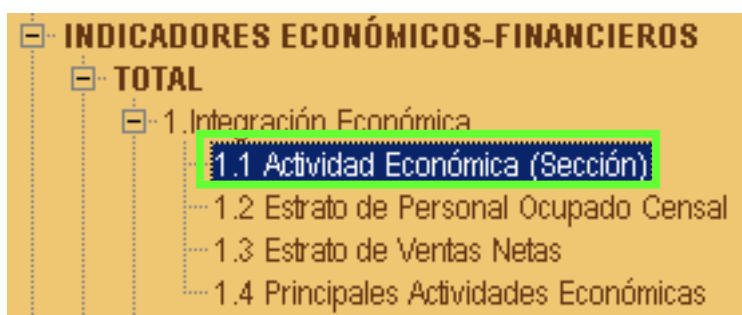 INDICADORES ECONÓMICOS-FINANCIEROS
TOTAL
1.Integración Económica
1.1 Actividad Económica (Sección)
1.2 Estrato de Personal Ocupado Censal
1.3 Estrato de Ventas Netas
1.4 Principales Actividades Económicas